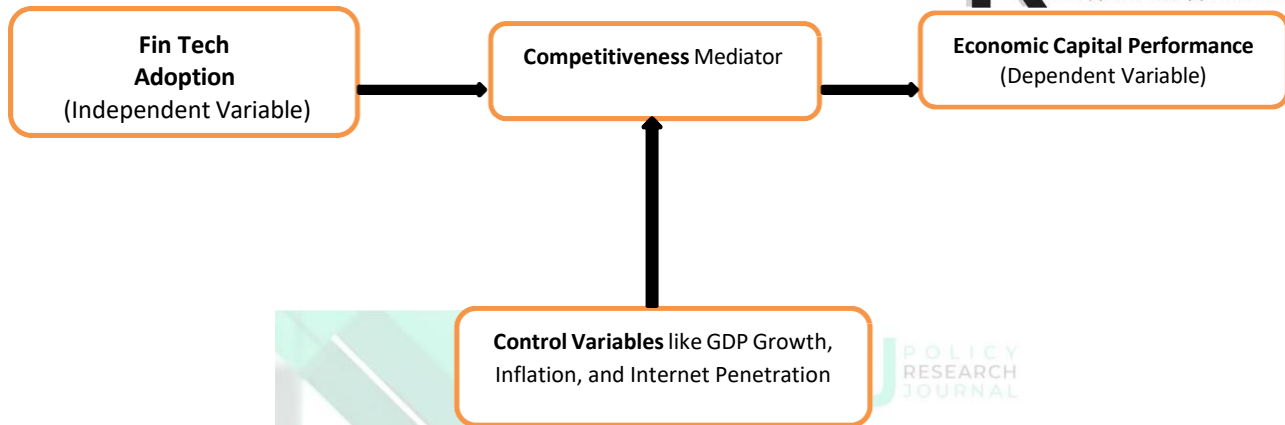 Fin Tech
Adoption
(Independent Variable)
Competitiveness Mediator
Economic Capital Performance
(Dependent Variable)
Control Variables like GDP Growth,
Inflation, and Internet Penetration
POLICY
RESEARCH
JOURNAL